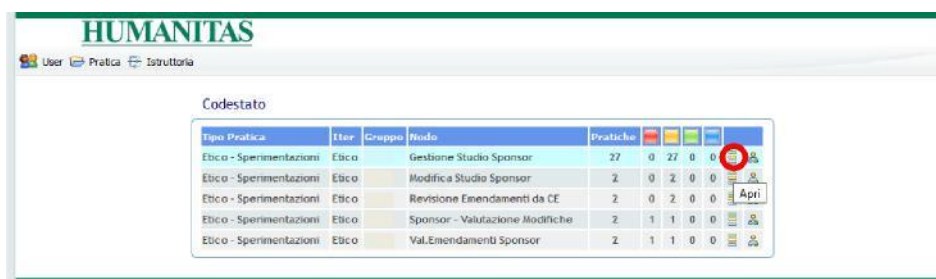 HUMANITAS
User Pratica Istruttoria
Codestato
Tipo Pratica Iter Gruppo Nodo Pratiche
Etico - Sperimentazioni Etico Gestione Studio Sponsor 27 0 27 0 0
Etico - Sperimentazioni Etico Modifica Studio Sponsor 2 0 2 0 0
Etico - Sperimentazioni Etico Revisione Emendamenti da CE 2 0 2 0 0
Apri
Etico - Sperimentazioni Etico Sponsor - Valutazione Modifiche 2 1 1 0 0
Etico - Sperimentazioni Etico Val.Emendamenti Sponsor 2 1 1 0 0